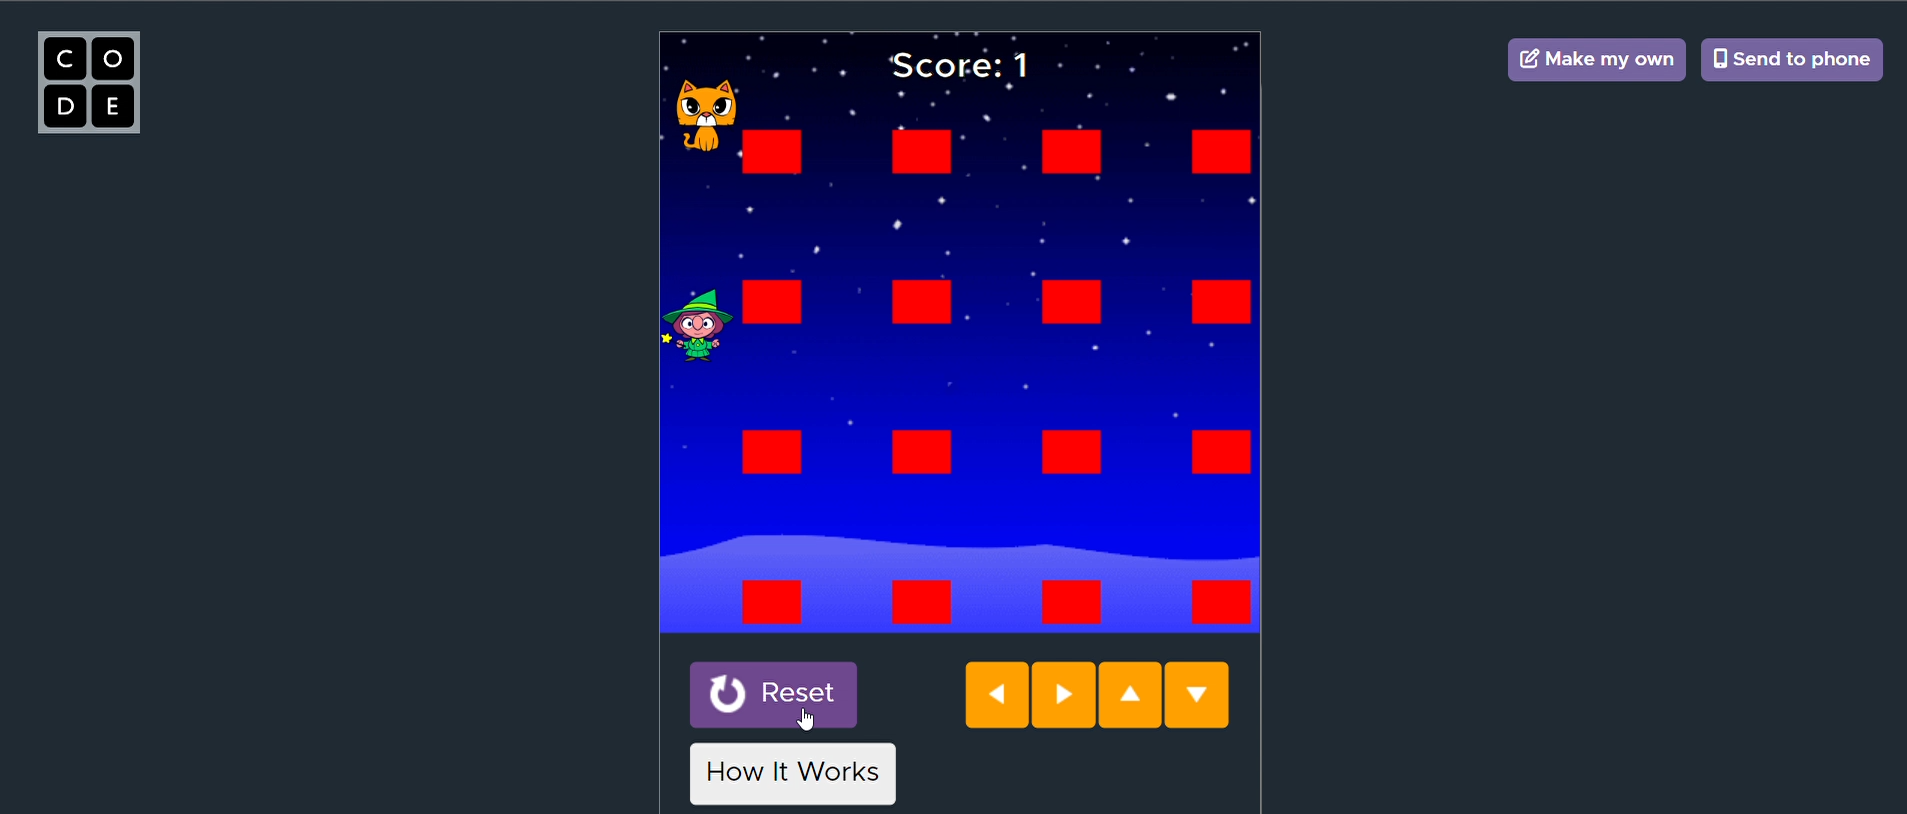 C O
D E
Score: 1
Make my own
Send to phone
Reset
How It Works